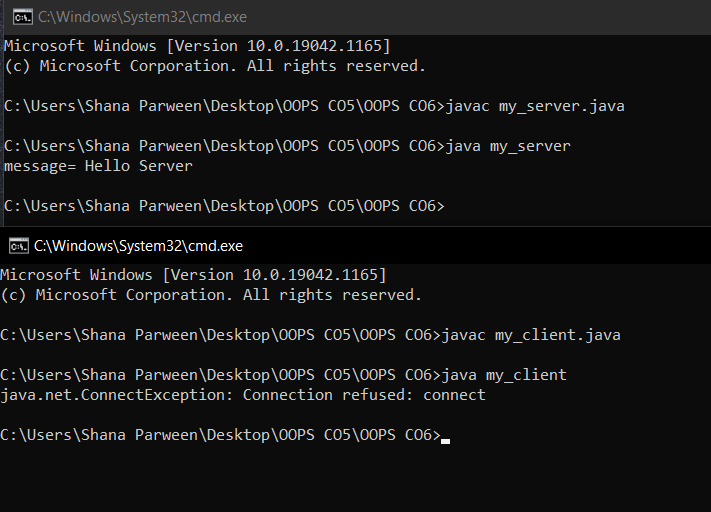 C:\Windows\System32\cmd.exe
Microsoft Windows [Version 10.0.19042.1165]
(c) Microsoft Corporation. All rights reserved.
C:\Users\Shana Parween\Desktop\OOPS CO5\OOPS CO6>javac my_server.java
C:\Users\Shana Parween\Desktop\OOPS CO5\OOPS CO6>java my_server
message= Hello Server
C:\Users\Shana Parween\Desktop\OOPS CO5\OOPS CO6>
C:\Windows\System32\cmd.exe
Microsoft Windows [Version 10.0.19042.1165]
(c) Microsoft Corporation. All rights reserved.
C:\Users\Shana Parween\Desktop\OOPS CO5\OOPS CO6>javac my_client.java
C:\Users\Shana Parween\Desktop\OOPS CO5\OOPS CO6>java my_client
java.net.ConnectException: Connection refused: connect
C:\Users\Shana Parween\Desktop\OOPS CO5\OOPS CO6>